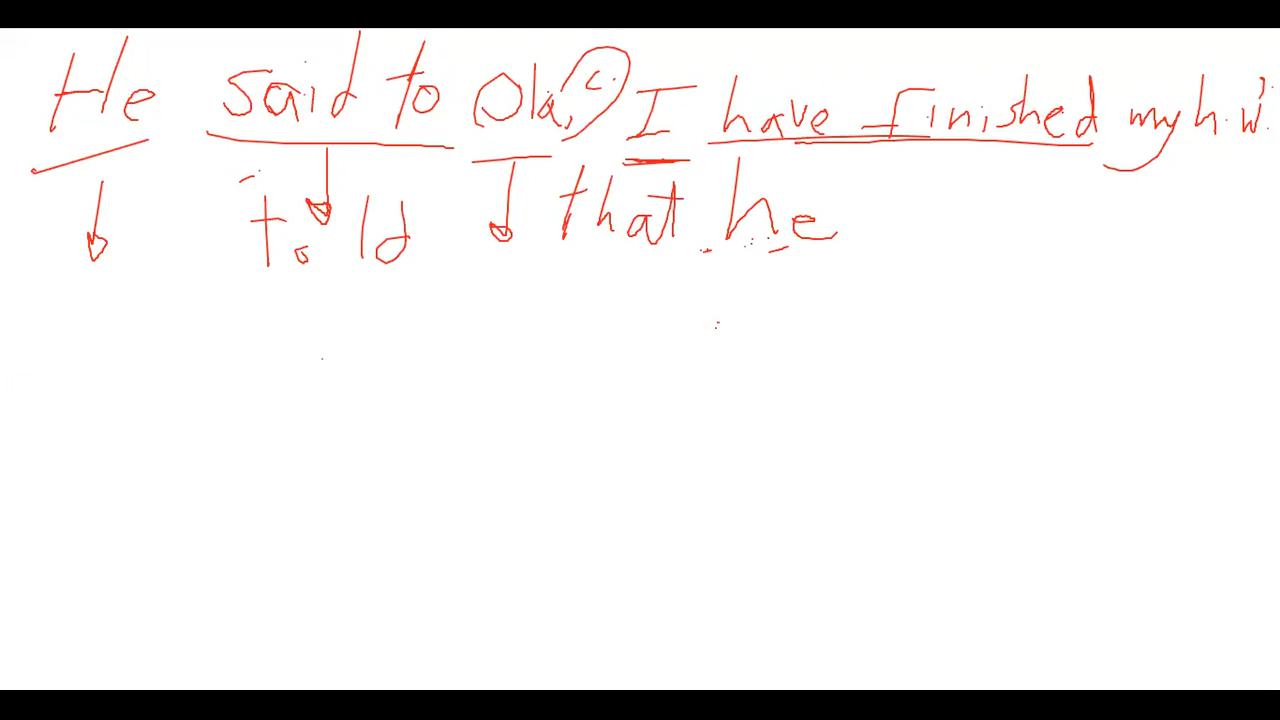 He said to Ola, " I have finished my h.w."
told that he